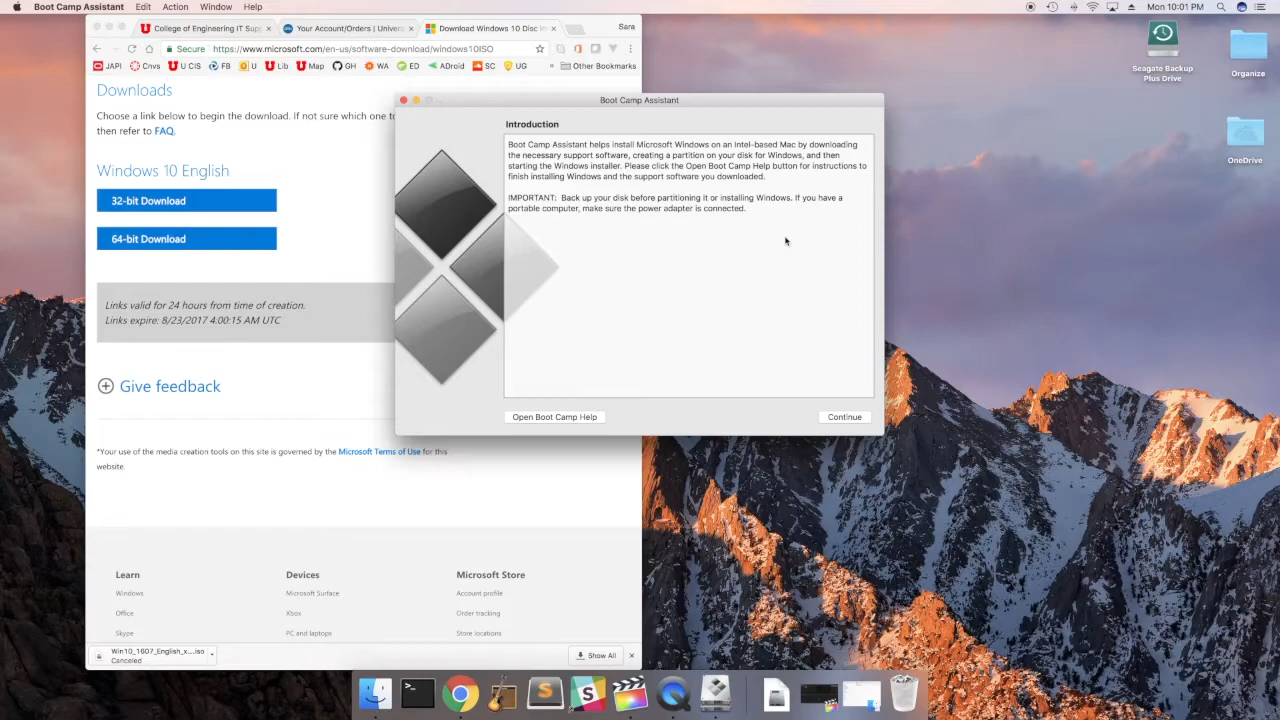 Boot Camp Assistant Edit Action Window Help
Mon 10:01 PM
College of Engineering IT Sup
Your Account/Orders | Univers
Download Windows 10 Disc Im
Sara
Secure
https://www.microsoft.com/en-us/software-download/windows10ISO
JAPI Cnvs U CIS FB U Lib Map GH WA ED ADroid SC UG » Other Bookmarks
Downloads
Choose a link below to begin the download. If not sure which one to
then refer to FAQ.
Windows 10 English
32-bit Download
64-bit Download
Links valid for 24 hours from time of creation.
Links expire: 8/23/2017 4:00:15 AM UTC
Give feedback
*Your use of the media creation tools on this site is governed by the Microsoft Terms of Use for this
website.
Learn
Windows
Office
Skype
Devices
Microsoft Surface
Xbox
PC and laptops
Microsoft Store
Account profile
Order tracking
Store locations
Win10_1607_English_x....iso
Canceled
Show All
Boot Camp Assistant
Introduction
Boot Camp Assistant helps install Microsoft Windows on an Intel-based Mac by downloading
the necessary support software, creating a partition on your disk for Windows, and then
starting the Windows installer. Please click the Open Boot Camp Help button for instructions to
finish installing Windows and the support software you downloaded.
IMPORTANT: Back up your disk before partitioning it or installing Windows. If you have a
portable computer, make sure the power adapter is connected.
Open Boot Camp Help
Continue
Seagate Backup
Plus Drive
Organize
OneDrive